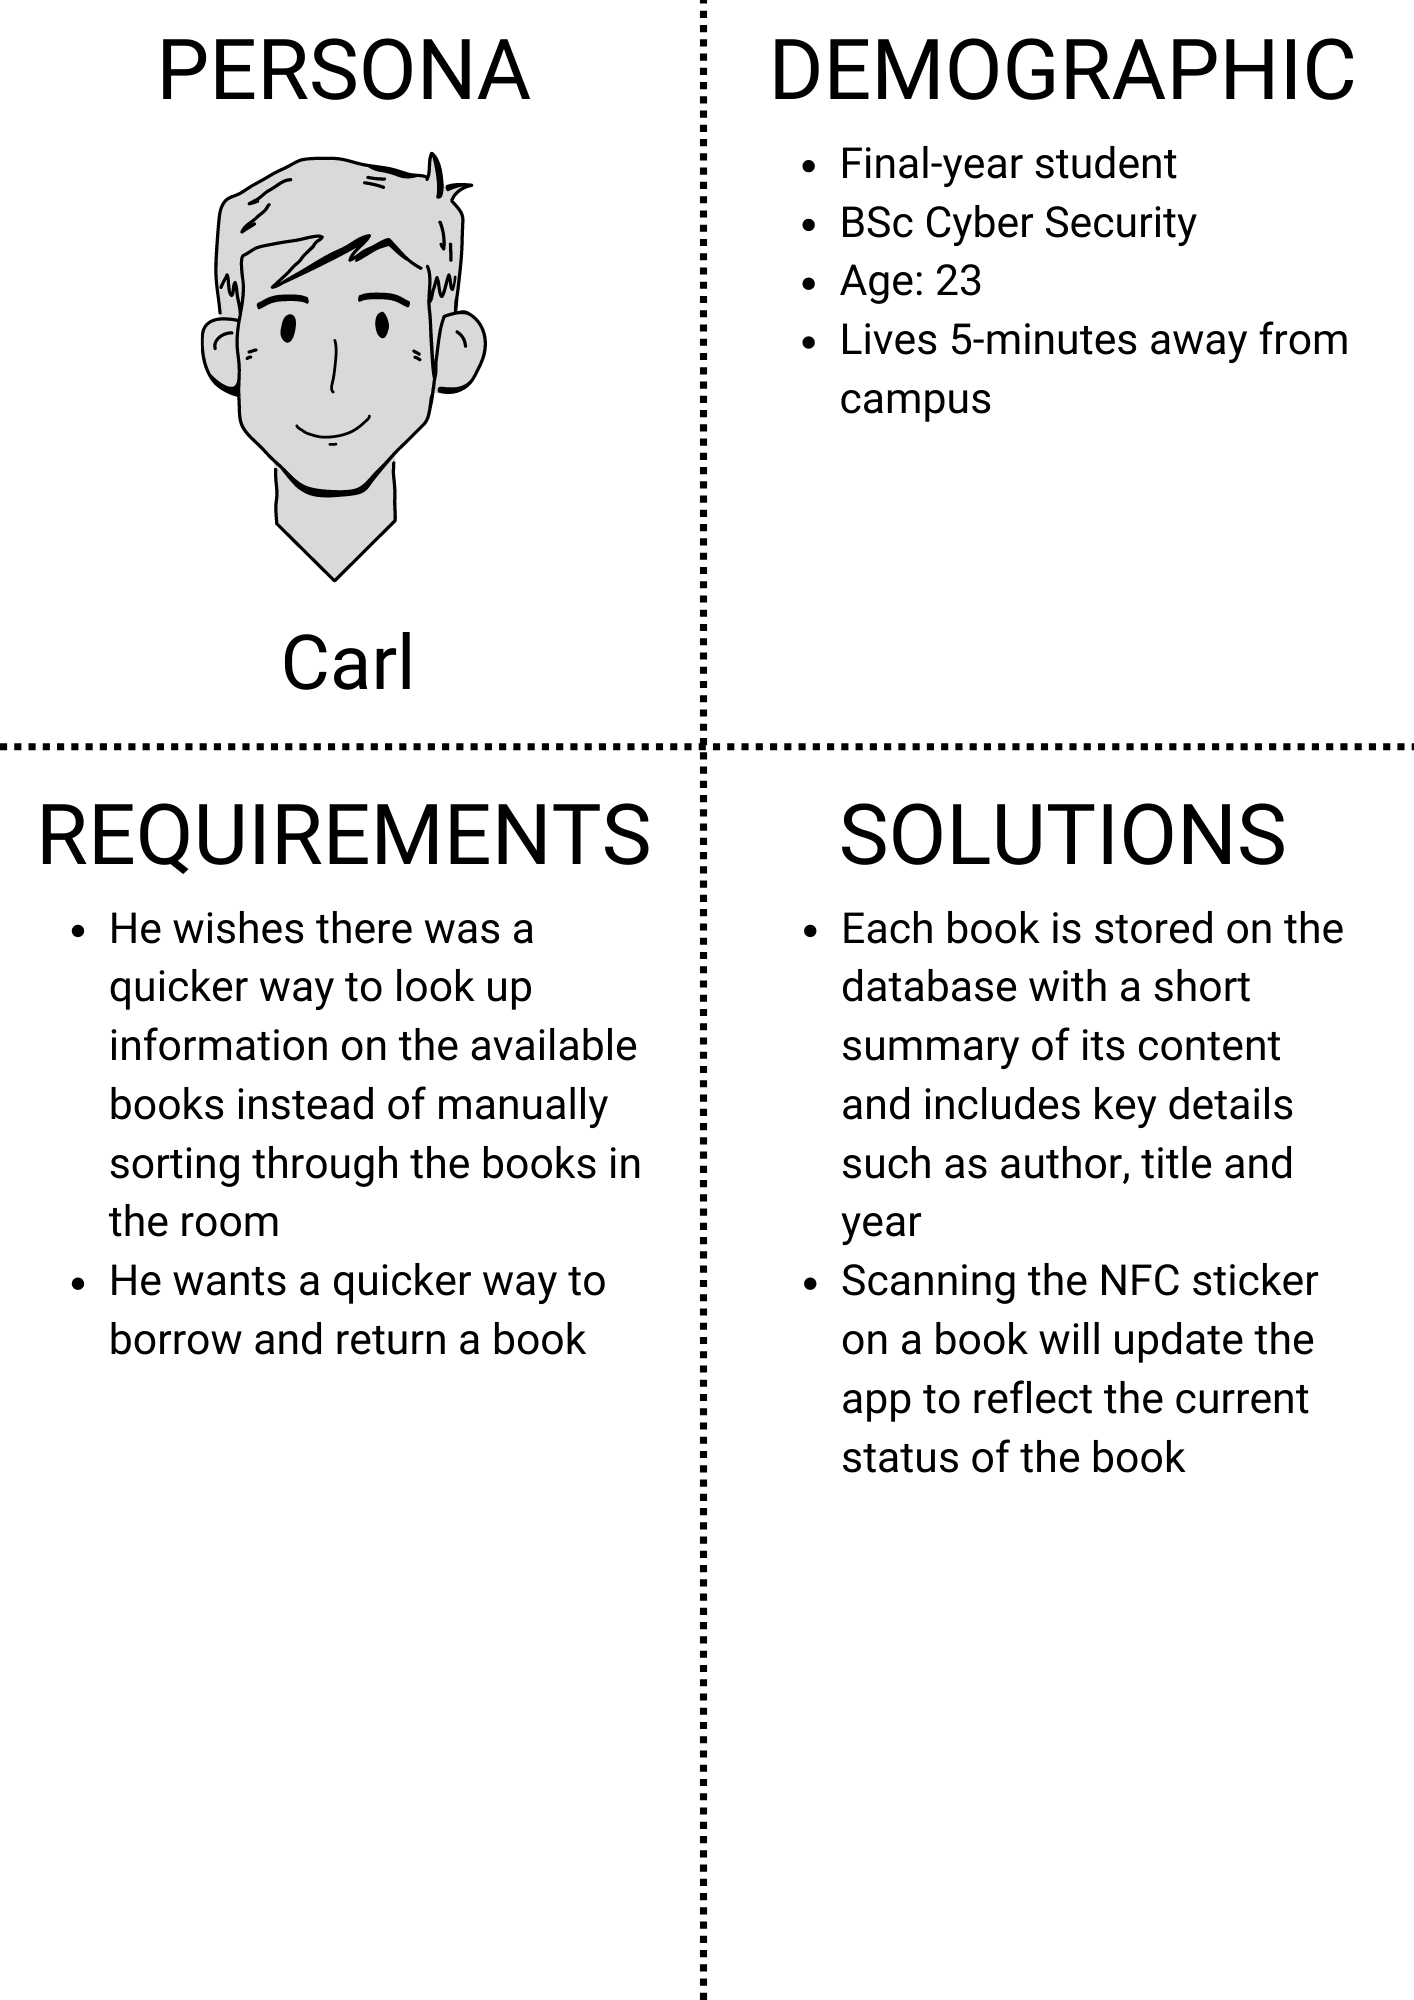 PERSONA
Carl
DEMOGRAPHIC
• Final-year student
• BSc Cyber Security
• Age: 23
• Lives 5-minutes away from
campus
REQUIREMENTS
• He wishes there was a
quicker way to look up
information on the available
books instead of manually
sorting through the books in
the room
• He wants a quicker way to
borrow and return a book
SOLUTIONS
• Each book is stored on the
database with a short
summary of its content
and includes key details
such as author, title and
year
• Scanning the NFC sticker
on a book will update the
app to reflect the current
status of the book